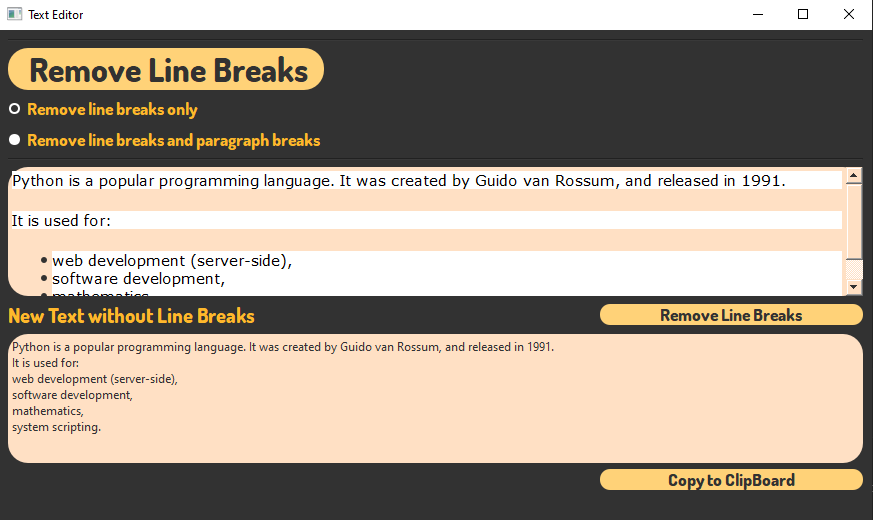 Text Editor
Remove Line Breaks
Remove line breaks only
Remove line breaks and paragraph breaks
Python is a popular programming language. It was created by Guido van Rossum, and released in 1991.
It is used for:
web development (server-side),
software development,
mathematics
New Text without Line Breaks
Remove Line Breaks
Python is a popular programming language. It was created by Guido van Rossum, and released in 1991.
It is used for:
web development (server-side),
software development,
mathematics,
system scripting.
Copy to ClipBoard